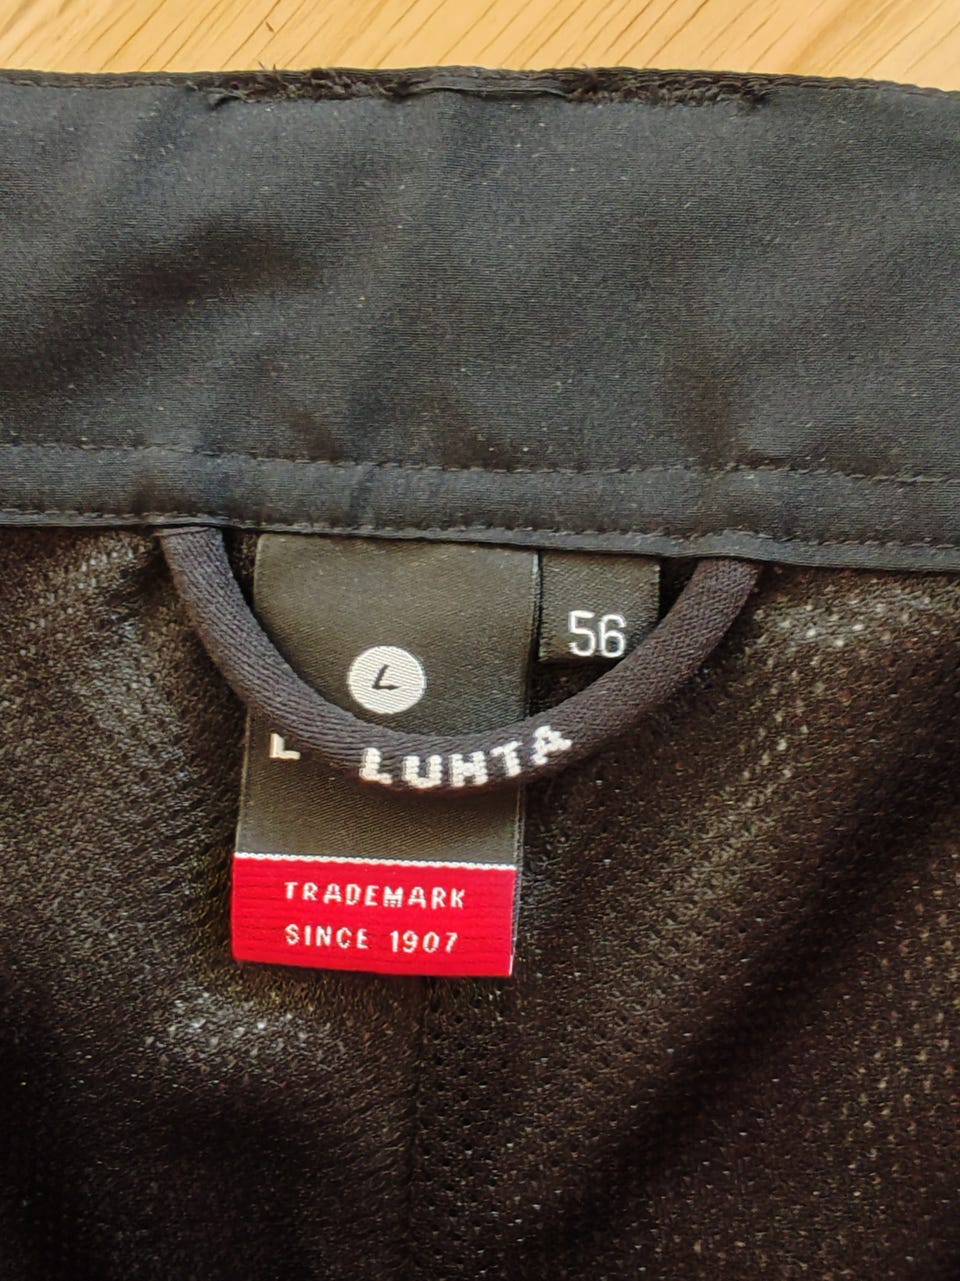 56
L
L
LUHTA
TRADEMARK
SINCE 1907